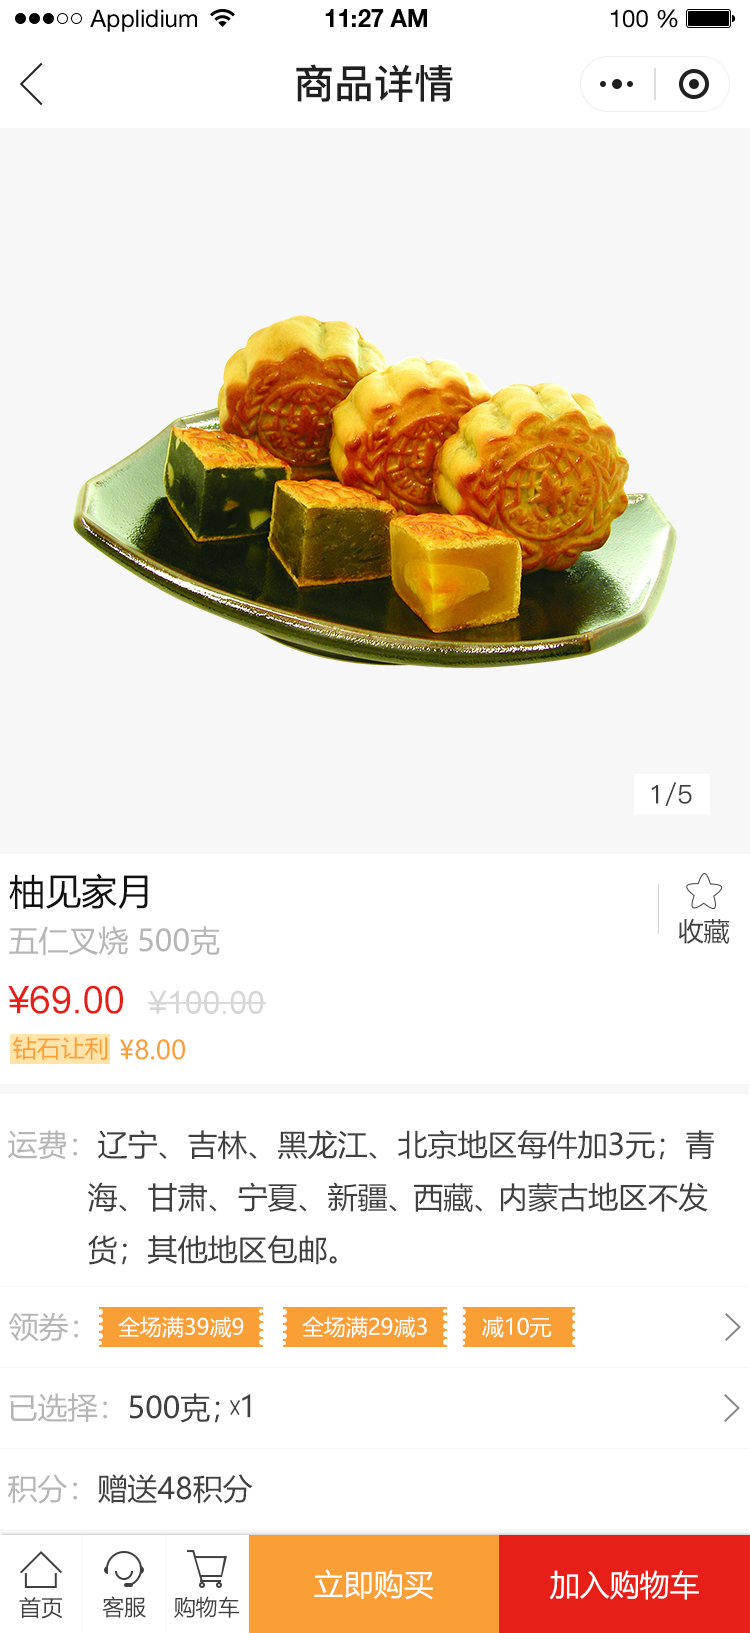 Applidium 11:27 AM 100 %
商品详情
1/5
柚见家月
收藏
五仁叉烧 500克
¥69.00 ¥100.00
钻石让利 ¥8.00
运费：辽宁、吉林、黑龙江、北京地区每件加3元；青
海、甘肃、宁夏、新疆、西藏、内蒙古地区不发
货；其他地区包邮。
领券：全场满39减9 全场满29减3 减10元
已选择：500克；x1
积分：赠送48积分
首页 客服 购物车 立即购买 加入购物车